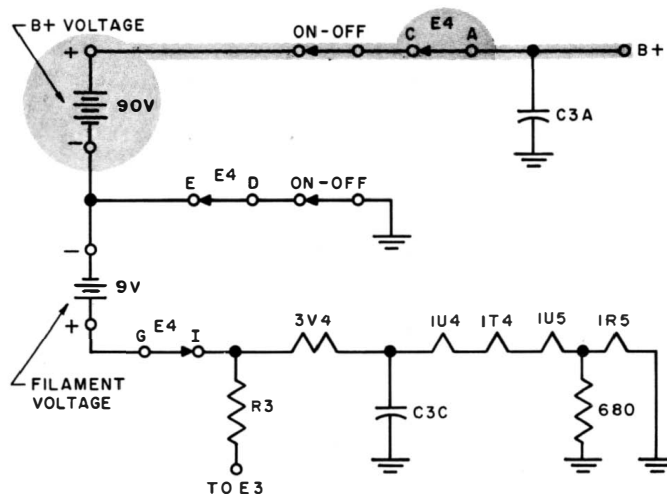 B+ VOLTAGE
ON-OFF
E4
C A
+
B+
90V
C3A
−
E E4 D ON-OFF
−
9V
+
G E4 I
3V4
1U4 1T4 1U5 1R5
FILAMENT
VOLTAGE
R3
C3C
680
TO E3